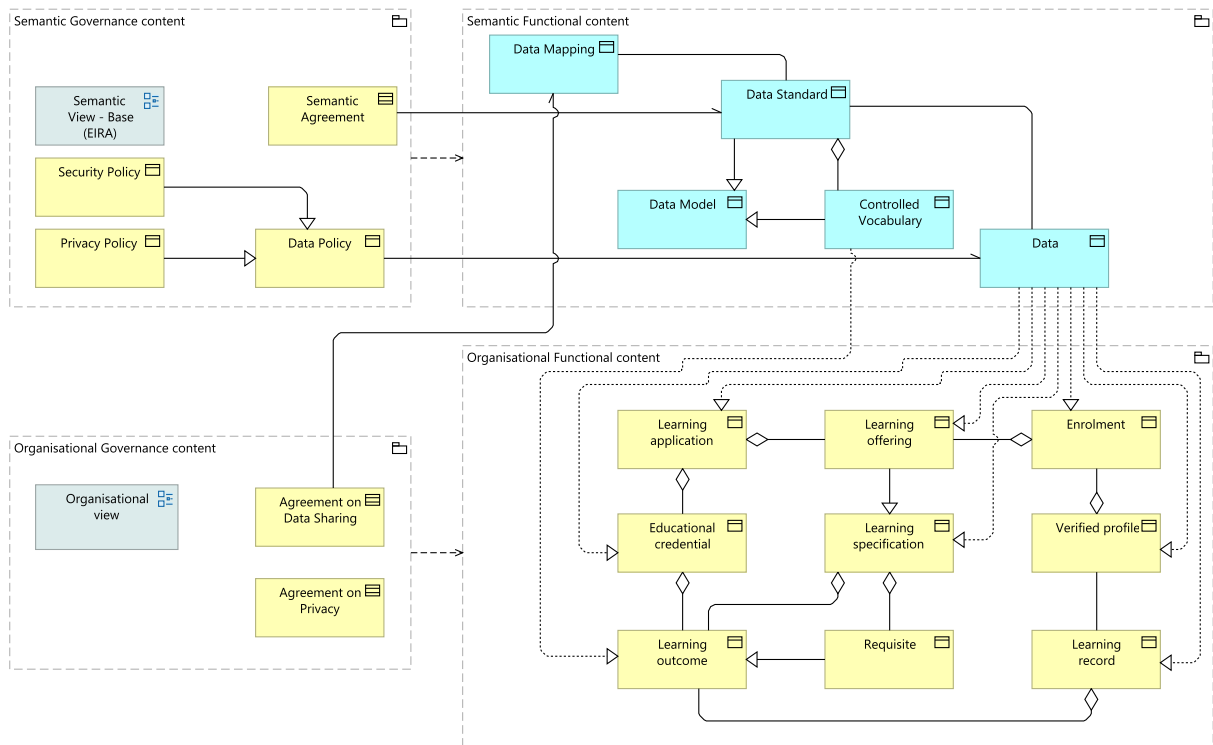 Semantic Governance content
Semantic
View - Base
(EIRA)
Semantic
Agreement
Security Policy
Privacy Policy
Data Policy
Semantic Functional content
Data Mapping
Data Standard
Data Model
Controlled
Vocabulary
Data
Organisational Governance content
Organisational
view
Agreement on
Data Sharing
Agreement on
Privacy
Organisational Functional content
Learning
application
Learning
offering
Enrolment
Educational
credential
Learning
specification
Verified profile
Learning
outcome
Requisite
Learning
record